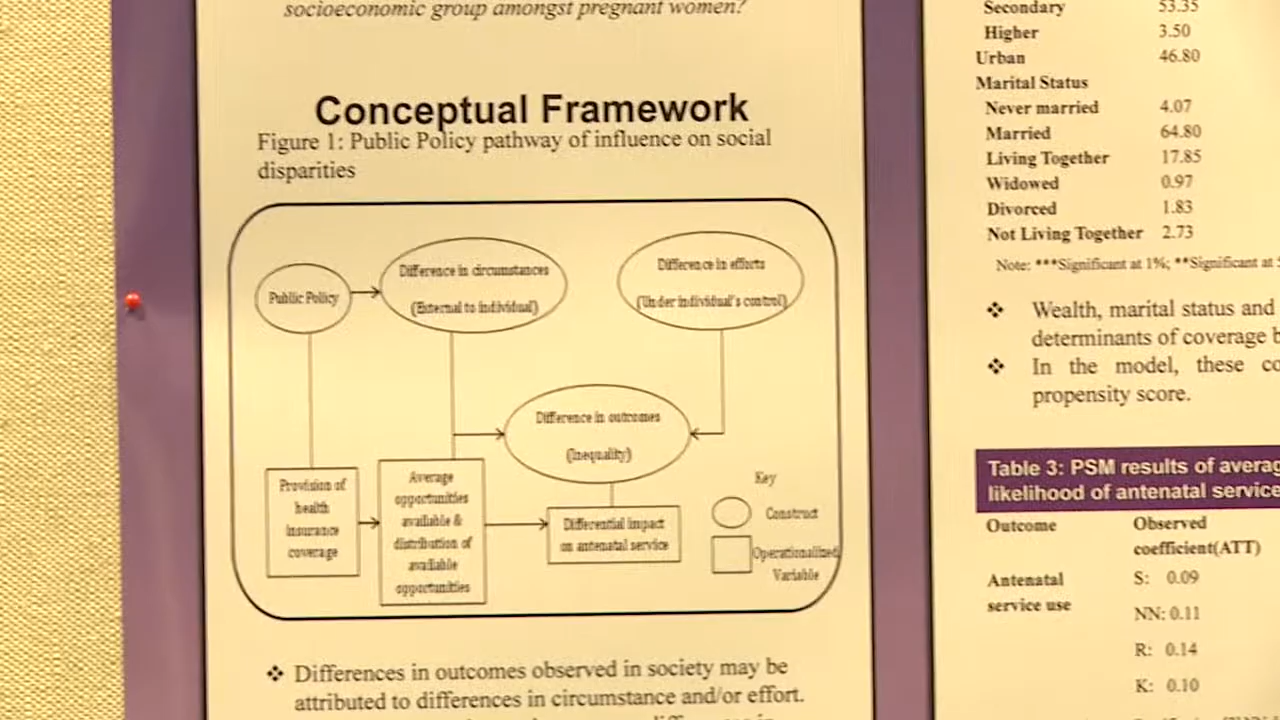 socioeconomic group amongst pregnant women?
Conceptual Framework
Figure 1: Public Policy pathway of influence on social
disparities
Public Policy
Difference in circumstances
(External to individual)
Difference in efforts
(Under individual's control)
Difference in outcomes
(Inequality)
Provision of
health
insurance
coverage
Average
opportunities
available &
distribution of
available
opportunities
Differential impact
on antenatal service
Key
Construct
Operationalized
Variable
❖ Differences in outcomes observed in society may be
attributed to differences in circumstance and/or effort.
Secondary 53.35
Higher 3.50
Urban 46.80
Marital Status
Never married 4.07
Married 64.80
Living Together 17.85
Widowed 0.97
Divorced 1.83
Not Living Together 2.73
Note: ***Significant at 1%; **Significant at
❖ Wealth, marital status and
determinants of coverage
❖ In the model, these
propensity score.
Table 3: PSM results of averag
likelihood of antenatal service
Outcome Observed
coefficient(ATT)
Antenatal
service use
S: 0.09
NN: 0.11
R: 0.14
K: 0.10